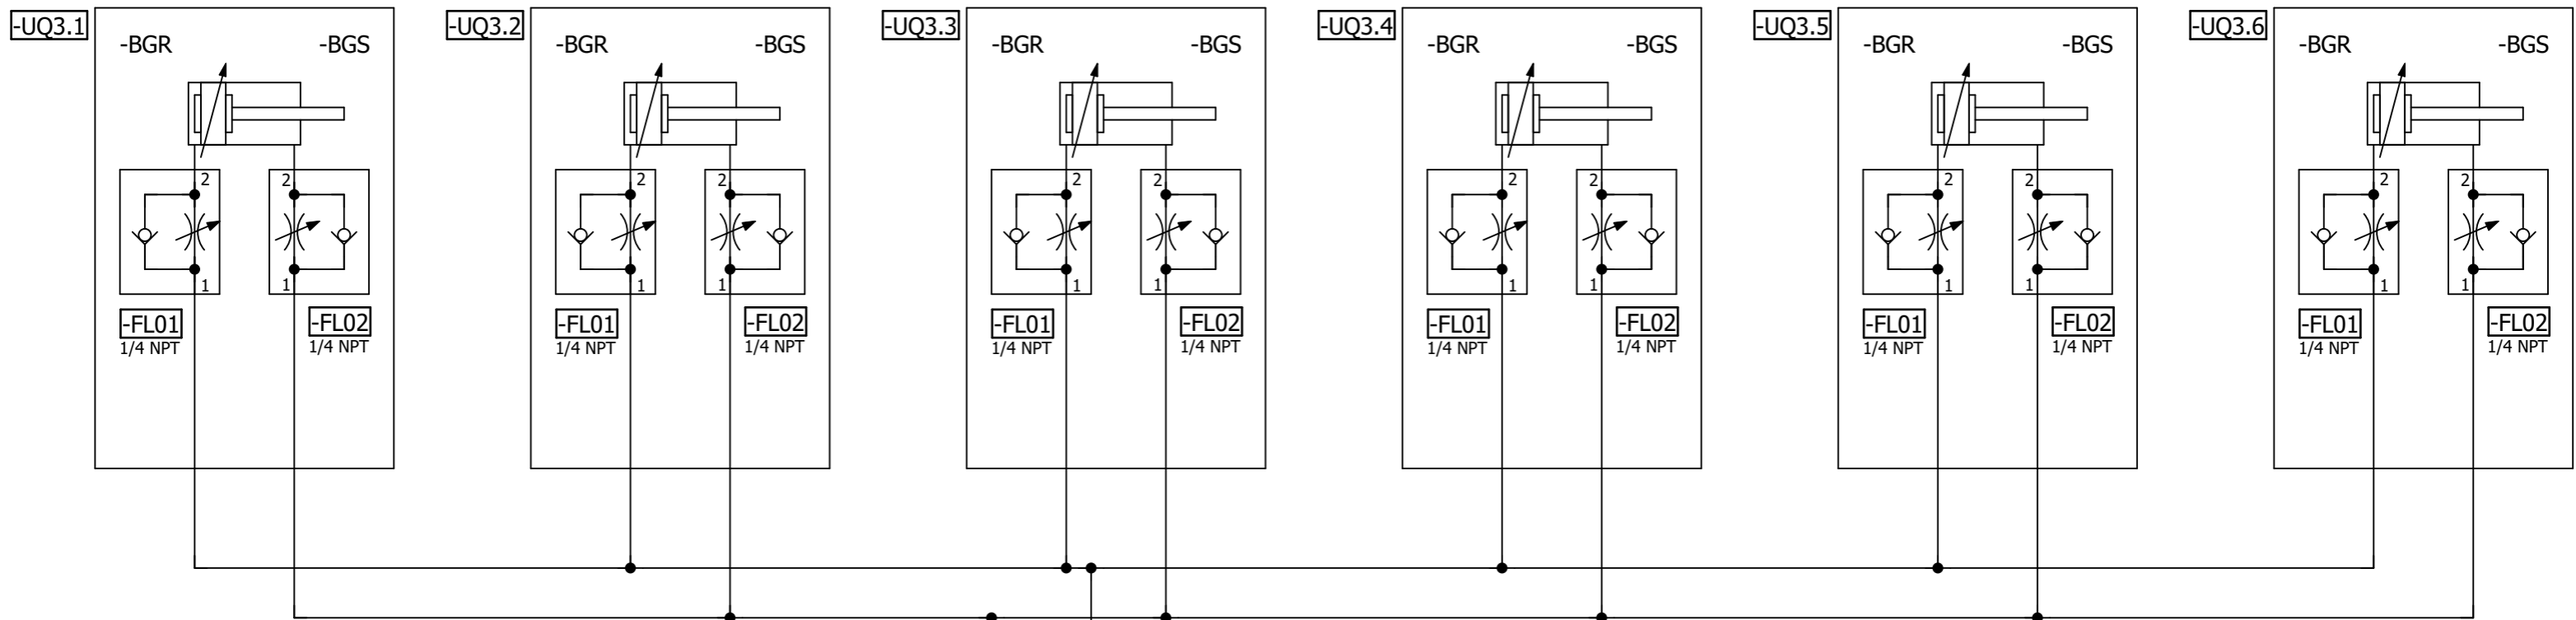 -UQ3.1
-BGR
-BGS
2
2
1
1
-FL01
1/4 NPT
-FL02
1/4 NPT
-UQ3.2
-BGR
-BGS
2
2
1
1
-FL01
1/4 NPT
-FL02
1/4 NPT
-UQ3.3
-BGR
-BGS
2
2
1
1
-FL01
1/4 NPT
-FL02
1/4 NPT
-UQ3.4
-BGR
-BGS
2
2
1
1
-FL01
1/4 NPT
-FL02
1/4 NPT
-UQ3.5
-BGR
-BGS
2
2
1
1
-FL01
1/4 NPT
-FL02
1/4 NPT
-UQ3.6
-BGR
-BGS
2
2
1
1
-FL01
1/4 NPT
-FL02
1/4 NPT